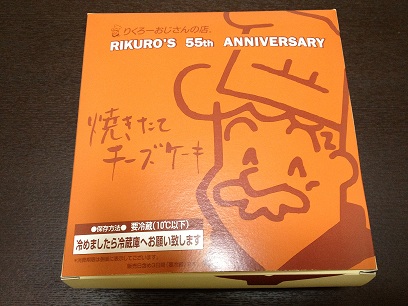 りくろーおじさんの店®
RIKURO'S 55th ANNIVERSARY
焼きたて
チーズケーキ
●保存方法● 要冷蔵(10℃以下)
冷めましたら冷蔵庫へお願い致します